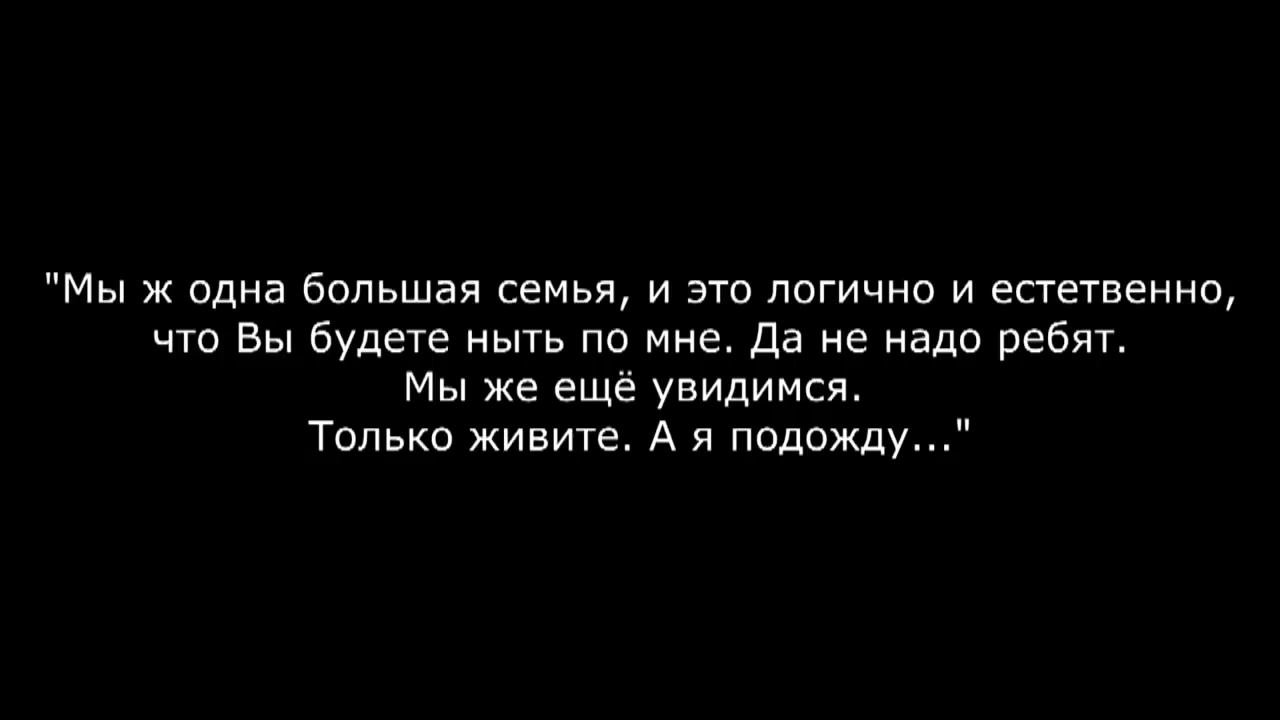 "Мы ж одна большая семья, и это логично и естетвенно,
что Вы будете ныть по мне. Да не надо ребят.
Мы же ещё увидимся.
Только живите. А я подожду..."